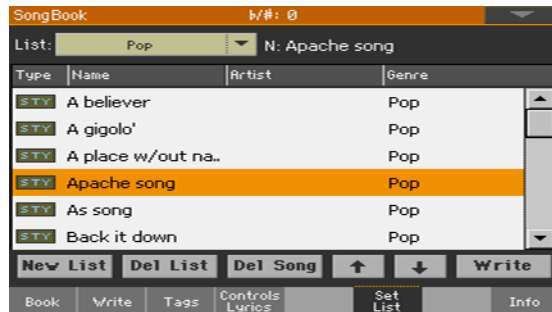 SongBook ♭/#: 0
List: Pop N: Apache song
Type Name Artist Genre
STY A believer Pop
STY A gigolo' Pop
STY A place w/out na.. Pop
STY Apache song Pop
STY As song Pop
STY Back it down Pop
New List Del List Del Song ↑ ↓ Write
Book Write Tags Controls Lyrics Set List Info